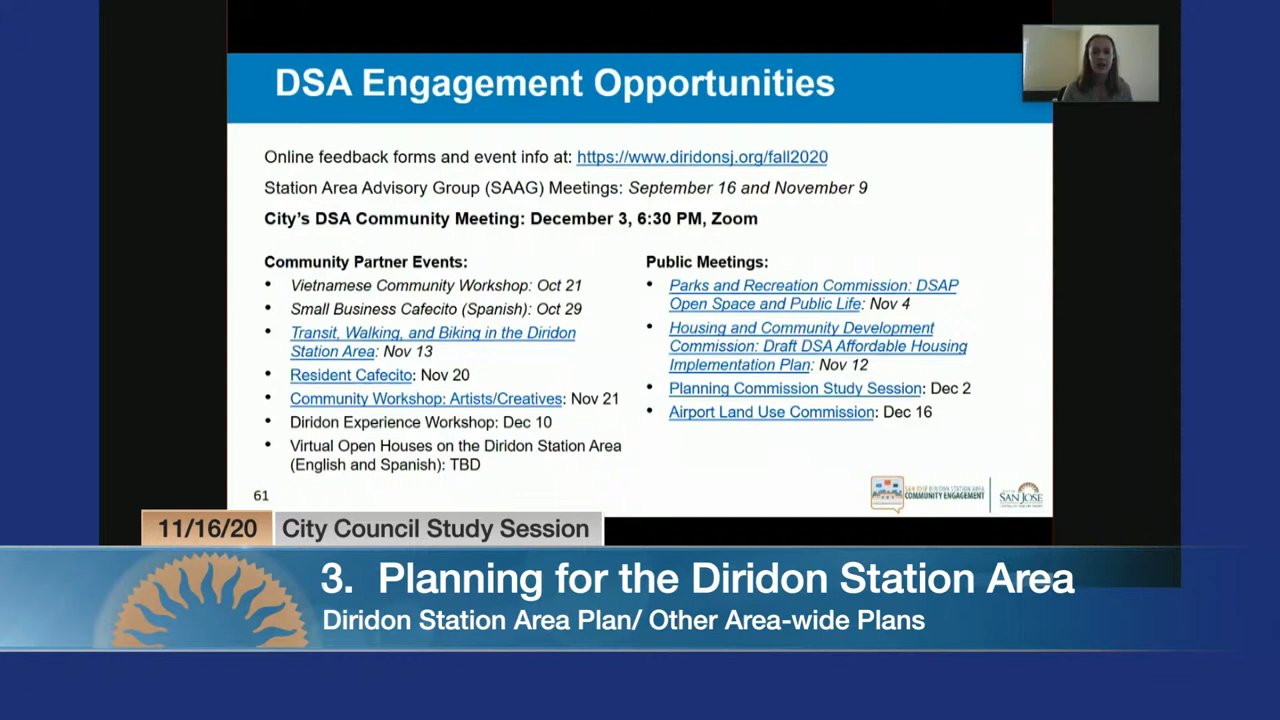 DSA Engagement Opportunities
Online feedback forms and event info at: https://www.diridonsj.org/fall2020
Station Area Advisory Group (SAAG) Meetings: September 16 and November 9
City's DSA Community Meeting: December 3, 6:30 PM, Zoom
Community Partner Events:
• Vietnamese Community Workshop: Oct 21
• Small Business Cafecito (Spanish): Oct 29
• Transit, Walking, and Biking in the Diridon
Station Area: Nov 13
• Resident Cafecito: Nov 20
• Community Workshop: Artists/Creatives: Nov 21
• Diridon Experience Workshop: Dec 10
• Virtual Open Houses on the Diridon Station Area
(English and Spanish): TBD
Public Meetings:
• Parks and Recreation Commission: DSAP
Open Space and Public Life: Nov 4
• Housing and Community Development
Commission: Draft DSA Affordable Housing
Implementation Plan: Nov 12
• Planning Commission Study Session: Dec 2
• Airport Land Use Commission: Dec 16
61
SAN JOSE DIRIDON STATION AREA
COMMUNITY ENGAGEMENT
SAN JOSE
11/16/20 City Council Study Session
3. Planning for the Diridon Station Area
Diridon Station Area Plan/ Other Area-wide Plans